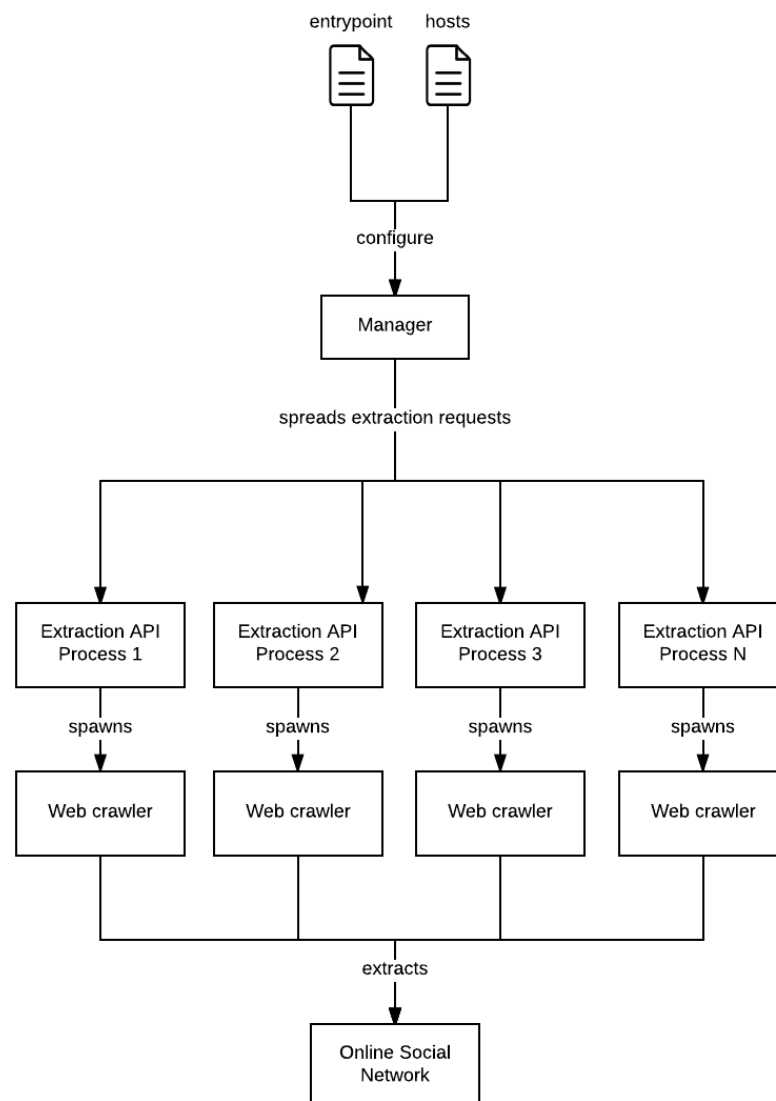 entrypoint
hosts
configure
Manager
spreads extraction requests
Extraction API
Process 1
Extraction API
Process 2
Extraction API
Process 3
Extraction API
Process N
spawns
spawns
spawns
spawns
Web crawler
Web crawler
Web crawler
Web crawler
extracts
Online Social
Network